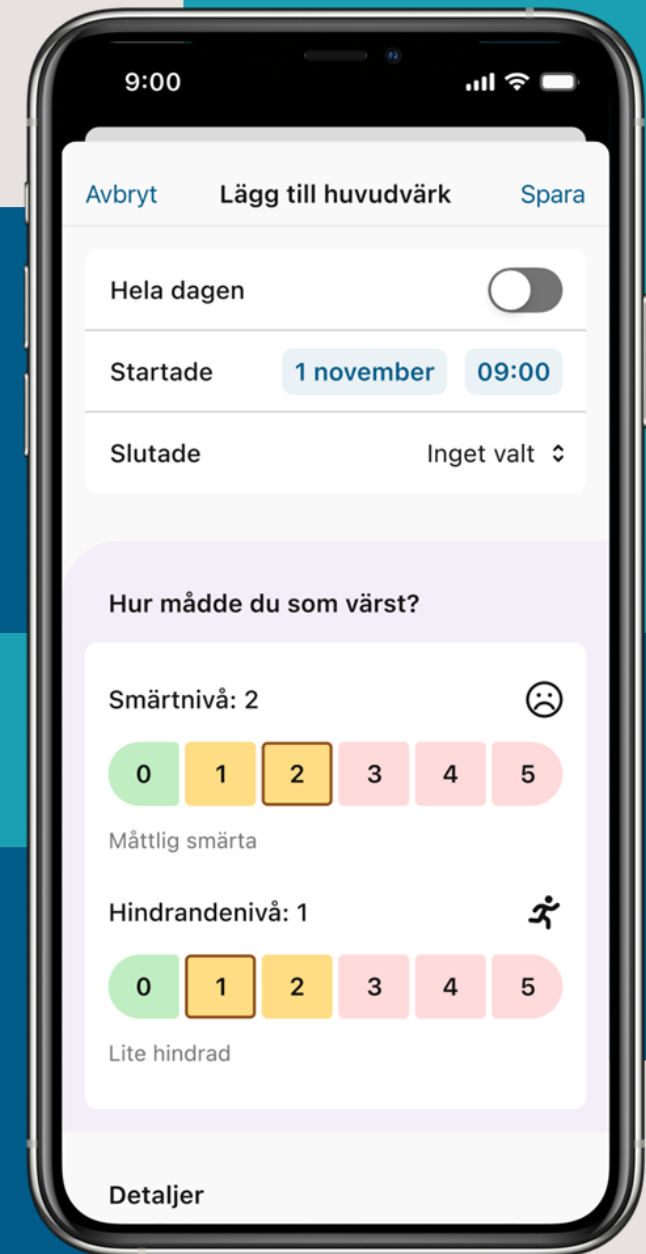 9:00
Avbryt Lägg till huvudvärk Spara
Hela dagen
Startade 1 november 09:00
Slutade Inget valt
Hur mådde du som värst?
Smärtnivå: 2
0 1 2 3 4 5
Måttlig smärta
Hindrandenivå: 1
0 1 2 3 4 5
Lite hindrad
Detaljer